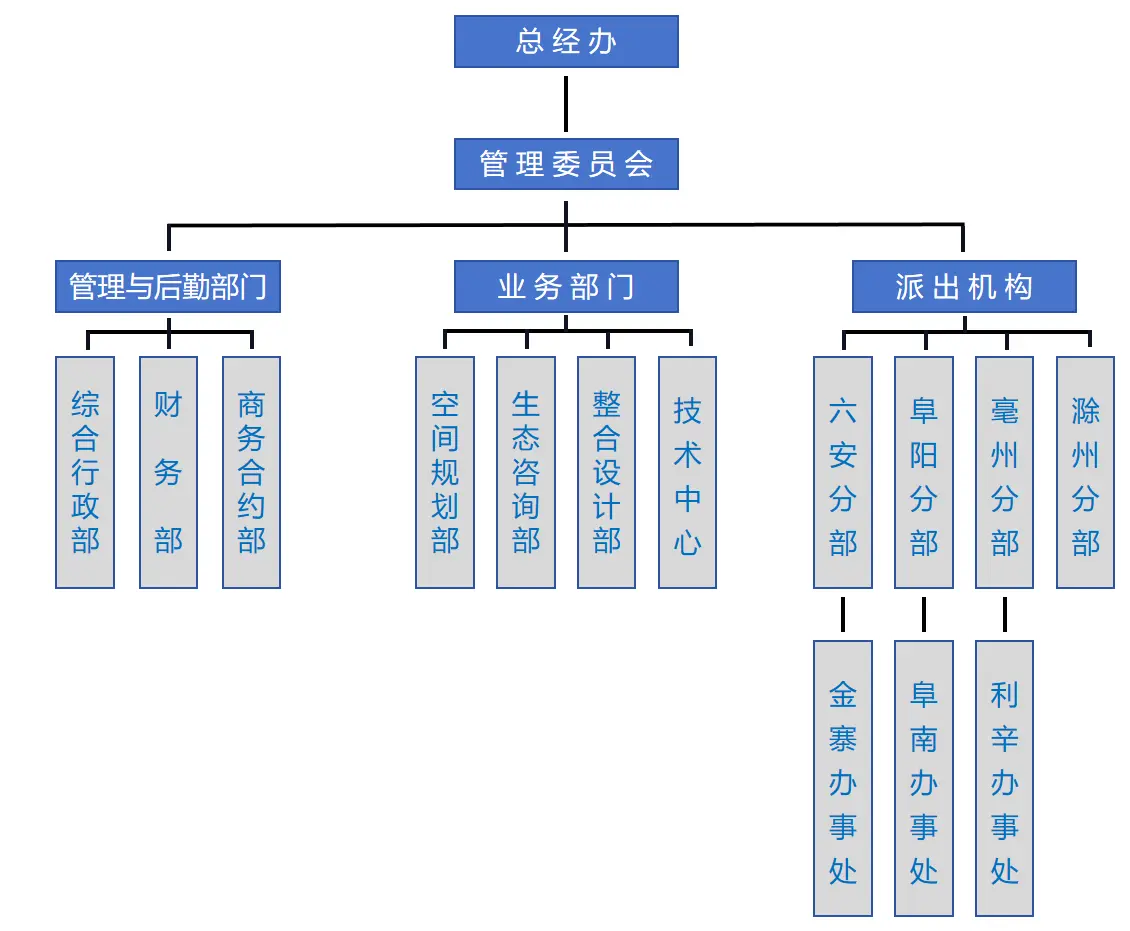 总经办
管理委员会
管理与后勤部门
业务部门
派出机构
综合行政部
财务部
商务合约部
空间规划部
生态咨询部
整合设计部
技术中心
六安分部
阜阳分部
毫州分部
滁州分部
金寨办事处
阜南办事处
利辛办事处